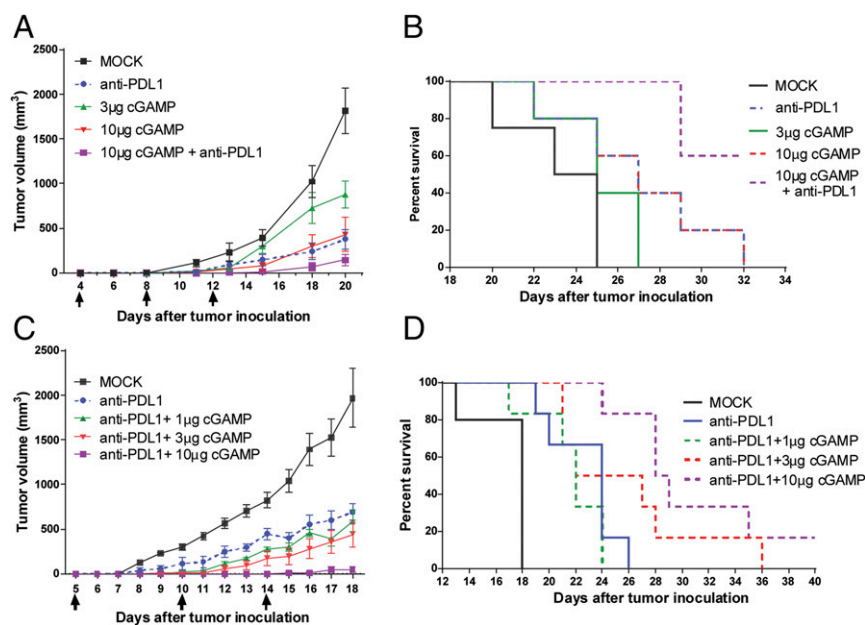 A
Tumor volume (mm3)
2500
2000
1500
1000
500
0
MOCK
anti-PDL1
3µg cGAMP
10µg cGAMP
10µg cGAMP + anti-PDL1
4 6 8 10 12 14 16 18 20
Days after tumor inoculation
B
Percent survival
100
80
60
40
20
0
18 20 22 24 26 28 30 32 34
Days after tumor inoculation
MOCK
anti-PDL1
3µg cGAMP
10µg cGAMP
10µg cGAMP
+ anti-PDL1
C
Tumor volume (mm3)
2500
2000
1500
1000
500
0
MOCK
anti-PDL1
anti-PDL1+ 1µg cGAMP
anti-PDL1+ 3µg cGAMP
anti-PDL1+ 10µg cGAMP
5 6 7 8 9 10 11 12 13 14 15 16 17 18
Days after tumor inoculation
D
Percent survival
100
80
60
40
20
0
12 14 16 18 20 22 24 26 28 30 32 34 36 38 40
Days after tumor inoculation
MOCK
anti-PDL1
anti-PDL1+1µg cGAMP
anti-PDL1+3µg cGAMP
anti-PDL1+10µg cGAMP